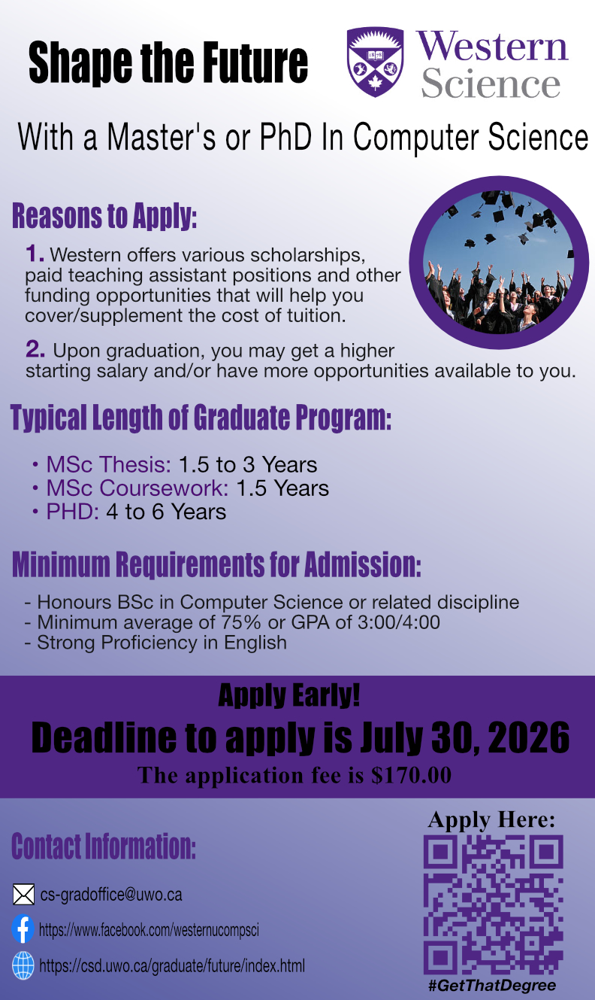 Shape the Future
Western
Science
1878
With a Master's or PhD In Computer Science
Reasons to Apply:
1. Western offers various scholarships,
paid teaching assistant positions and other
funding opportunities that will help you
cover/supplement the cost of tuition.
2. Upon graduation, you may get a higher
starting salary and/or have more opportunities available to you.
Typical Length of Graduate Program:
• MSc Thesis: 1.5 to 3 Years
• MSc Coursework: 1.5 Years
• PHD: 4 to 6 Years
Minimum Requirements for Admission:
- Honours BSc in Computer Science or related discipline
- Minimum average of 75% or GPA of 3:00/4:00
- Strong Proficiency in English
Apply Early!
Deadline to apply is July 30, 2026
The application fee is $170.00
Apply Here:
Contact Information:
cs-gradoffice@uwo.ca
https://www.facebook.com/westernucompsci
https://csd.uwo.ca/graduate/future/index.html
#GetThatDegree